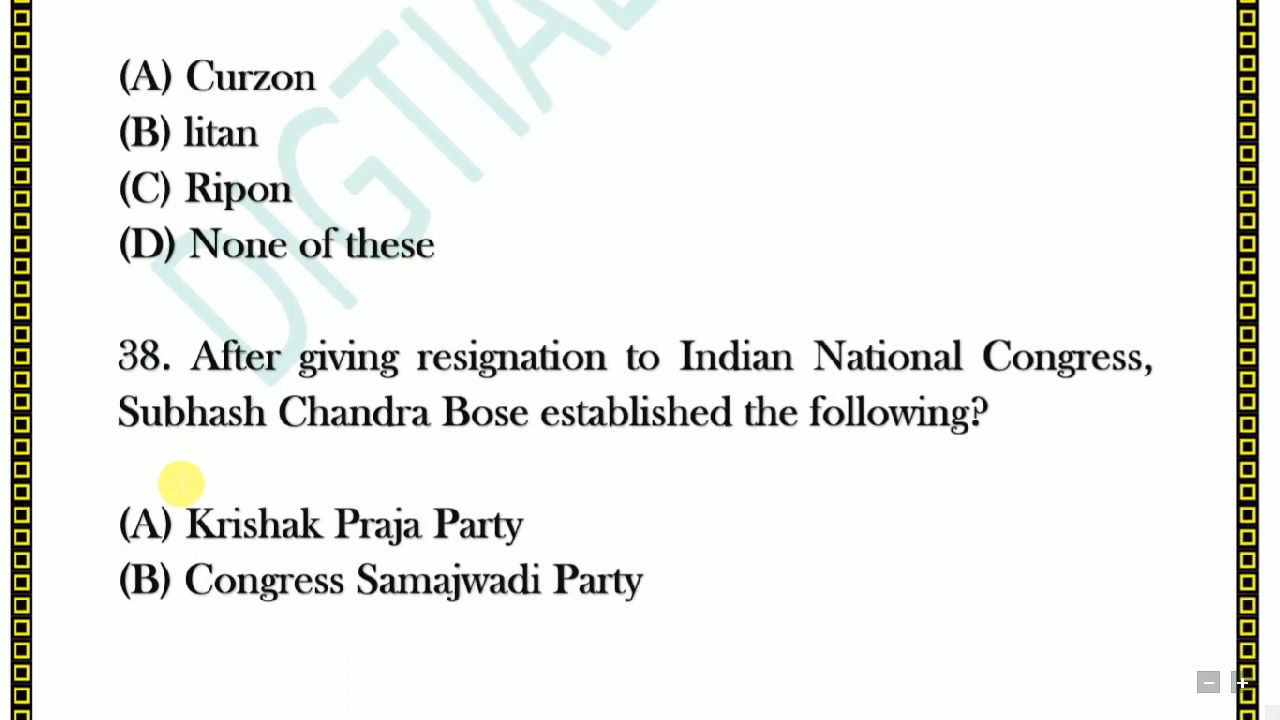 (A) Curzon
(B) litan
(C) Ripon
(D) None of these
38. After giving resignation to Indian National Congress,
Subhash Chandra Bose established the following?
(A) Krishak Praja Party
(B) Congress Samajwadi Party